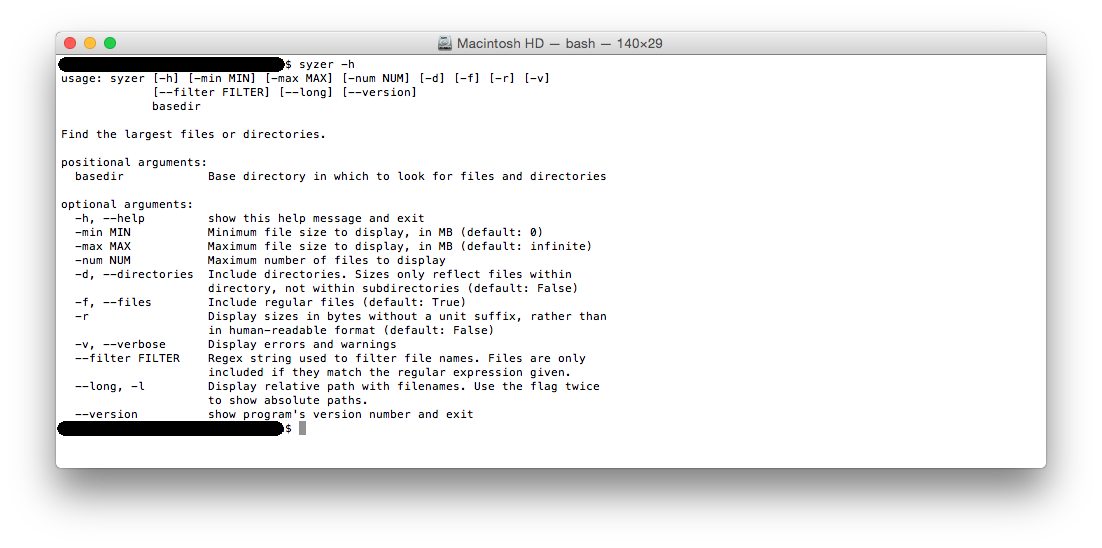 Macintosh HD — bash — 140×29
$ syzer -h
usage: syzer [-h] [-min MIN] [-max MAX] [-num NUM] [-d] [-f] [-r] [-v]
             [--filter FILTER] [--long] [--version]
             basedir

Find the largest files or directories.

positional arguments:
  basedir            Base directory in which to look for files and directories

optional arguments:
  -h, --help         show this help message and exit
  -min MIN           Minimum file size to display, in MB (default: 0)
  -max MAX           Maximum file size to display, in MB (default: infinite)
  -num NUM           Maximum number of files to display
  -d, --directories  Include directories. Sizes only reflect files within
                     directory, not within subdirectories (default: False)
  -f, --files        Include regular files (default: True)
  -r                 Display sizes in bytes without a unit suffix, rather than
                     in human-readable format (default: False)
  -v, --verbose      Display errors and warnings
  --filter FILTER    Regex string used to filter file names. Files are only
                     included if they match the regular expression given.
  --long, -l         Display relative path with filenames. Use the flag twice
                     to show absolute paths.
  --version          show program's version number and exit
$